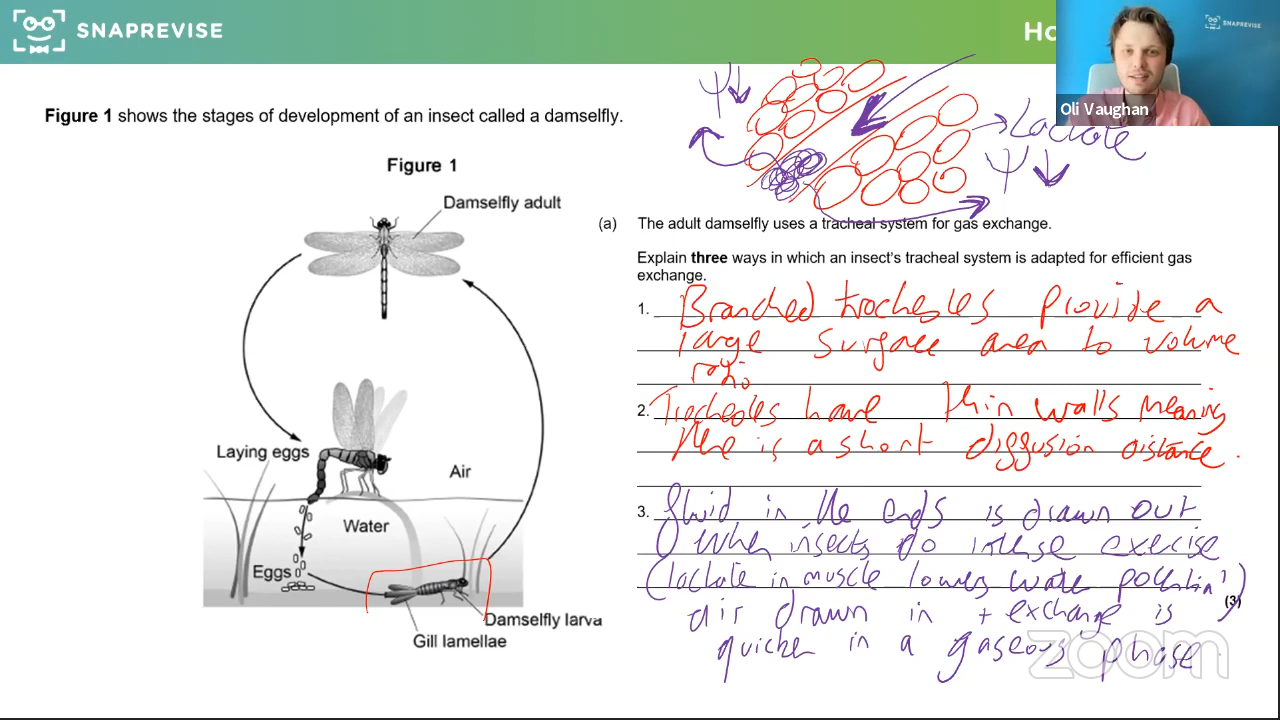 SNAPREVISE
Ho
Oli Vaughan
Figure 1 shows the stages of development of an insect called a damselfly.
Figure 1
Damselfly adult
Laying eggs
Air
Water
Eggs
Damselfly larva
Gill lamellae
Ψ↓
Lactate
Ψ↓
(a) The adult damselfly uses a tracheal system for gas exchange.
Explain three ways in which an insect's tracheal system is adapted for efficient gas
exchange.
1. Branched tracheoles provide a
large surface area to volume
ratio
2. Tracheoles have thin walls meaning
there is a short diffusion distance.
3. fluid in the ends is drawn out
when insects do intense exercise
(lactate in muscle lowers water potential)
(3)
air drawn in + exchange is
quicker in a gaseous phase
zoom
SNAPREVISE